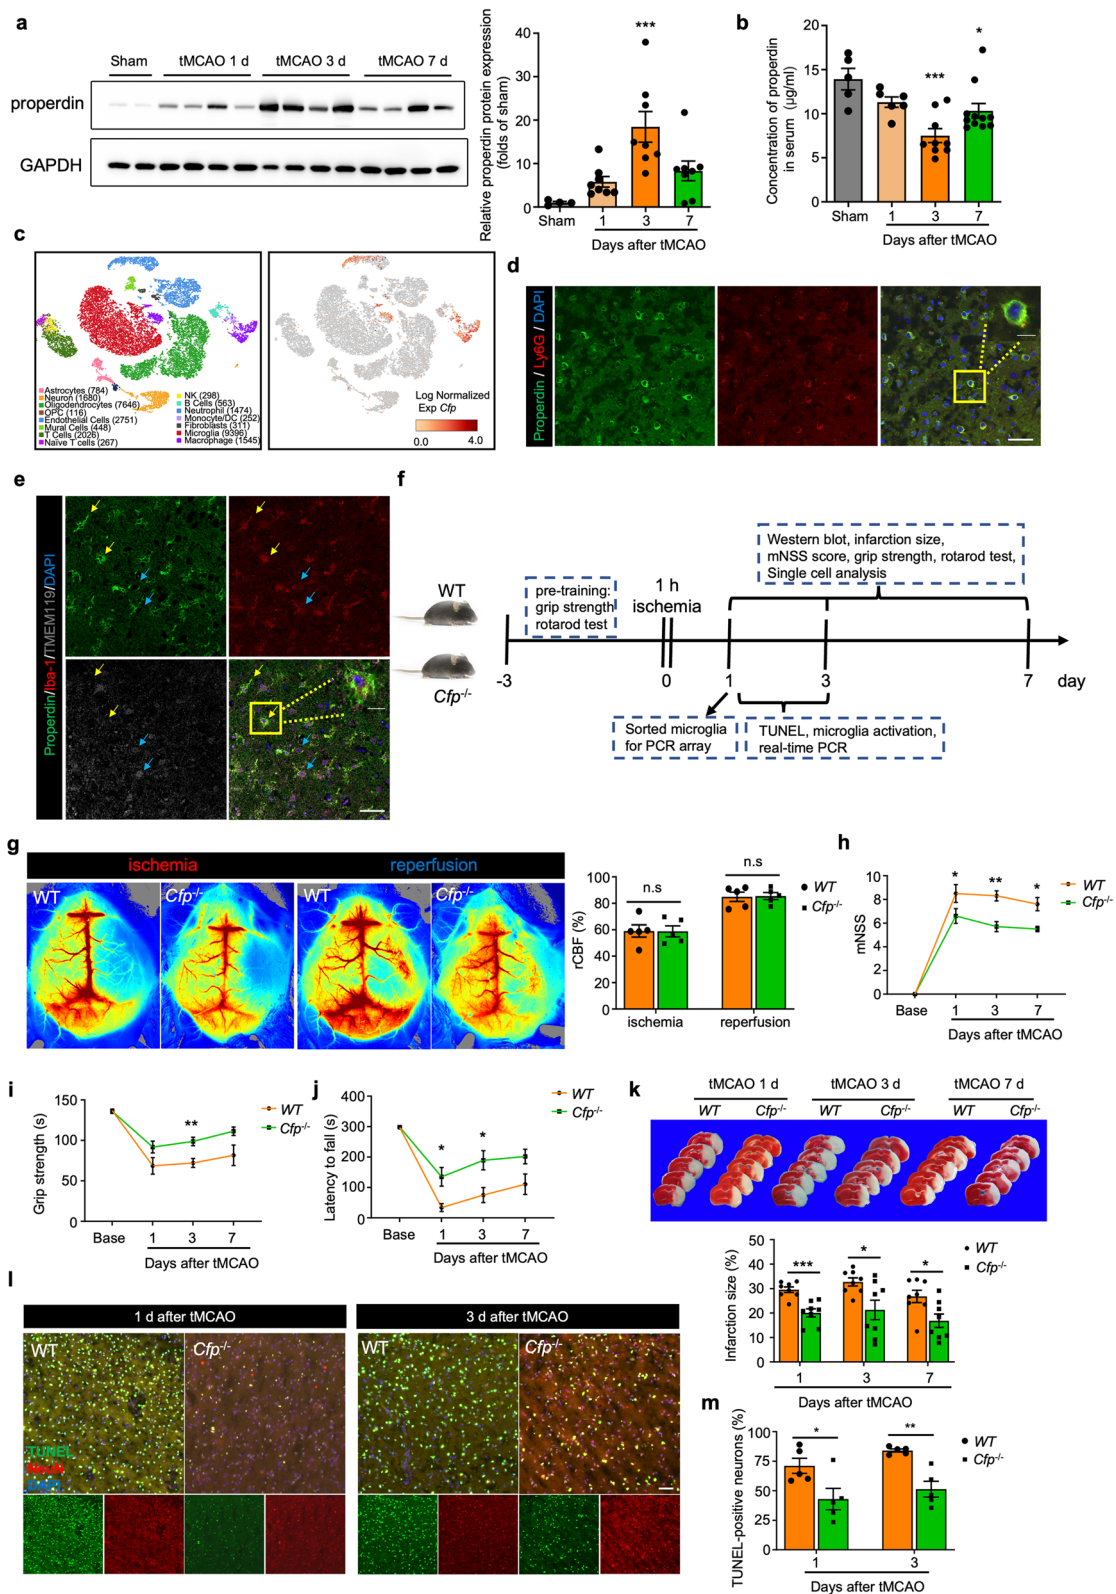 a
Sham
tMCAO 1 d
tMCAO 3 d
tMCAO 7 d
properdin
GAPDH
Relative properdin protein expression
(folds of sham)
40
30
20
10
0
***
Sham
1
3
7
Days after tMCAO
b
Concentration of properdin
in serum (μg/ml)
20
15
10
5
0
***
*
Sham
1
3
7
Days after tMCAO
c
Astrocytes (784)
Neuron (1680)
Oligodendrocytes (7646)
OPC (116)
Endothelial Cells (2751)
Mural Cells (448)
T Cells (2026)
Naïve T cells (267)
NK (298)
B Cells (563)
Neutrophil (1474)
Monocyte/DC (252)
Fibroblasts (311)
Microglia (9396)
Macrophage (1545)
Log Normalized
Exp Cfp
0.0
4.0
d
Properdin / Ly6G / DAPI
e
Properdin/Iba-1/TMEM119/DAPI
f
WT
Cfp-/-
pre-training:
grip strength
rotarod test
1 h
ischemia
Western blot, infarction size,
mNSS score, grip strength, rotarod test,
Single cell analysis
-3
0
1
3
7
day
Sorted microglia
for PCR array
TUNEL, microglia activation,
real-time PCR
g
ischemia
reperfusion
WT
Cfp-/-
WT
Cfp-/-
rCBF (%)
100
80
60
40
20
0
n.s
n.s
WT
Cfp-/-
ischemia
reperfusion
h
mNSS
10
8
6
4
2
0
*
**
*
WT
Cfp-/-
Base
1
3
7
Days after tMCAO
i
Grip strength (s)
150
100
50
0
**
WT
Cfp-/-
Base
1
3
7
Days after tMCAO
j
Latency to fall (s)
400
300
200
100
0
*
*
WT
Cfp-/-
Base
1
3
7
Days after tMCAO
k
tMCAO 1 d
tMCAO 3 d
tMCAO 7 d
WT
Cfp-/-
WT
Cfp-/-
WT
Cfp-/-
Infarction size (%)
50
40
30
20
10
0
***
*
*
WT
Cfp-/-
1
3
7
Days after tMCAO
l
1 d after tMCAO
3 d after tMCAO
WT
Cfp-/-
WT
Cfp-/-
TUNEL
NeuN
DAPI
m
TUNEL-positive neurons (%)
100
75
50
25
0
*
**
WT
Cfp-/-
1
3
Days after tMCAO